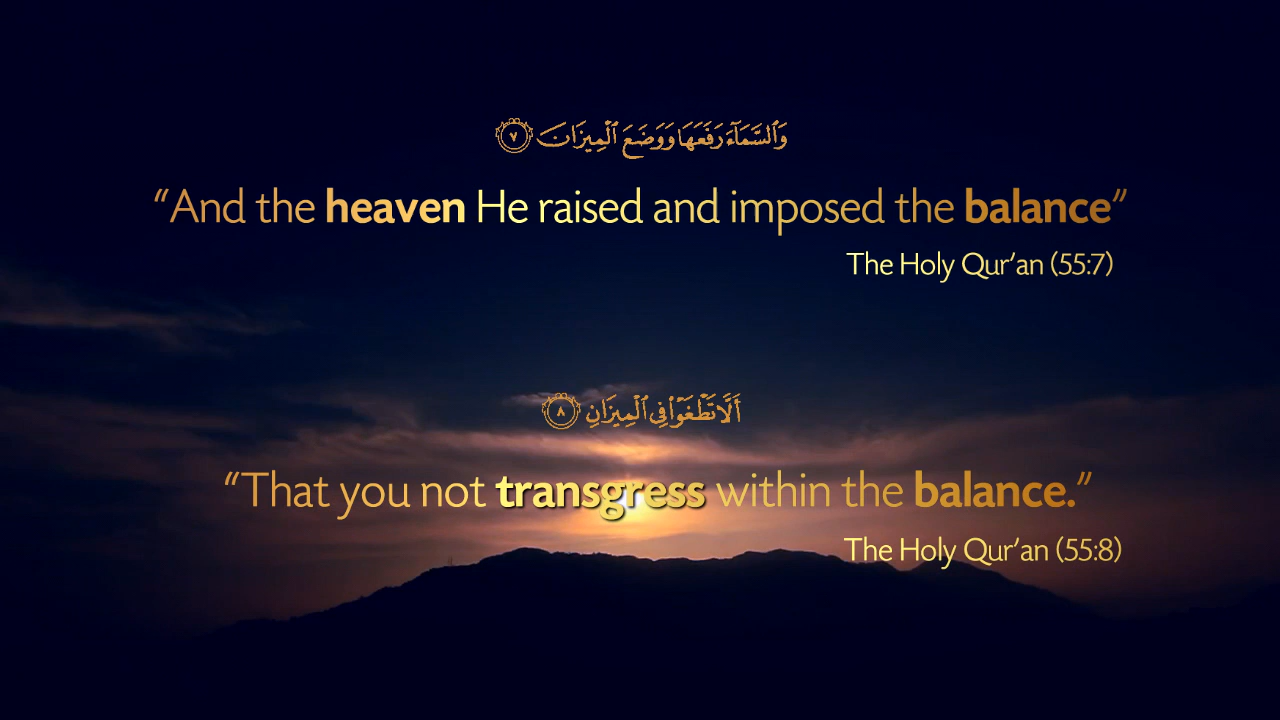 وَٱلسَّمَآءَ رَفَعَهَا وَوَضَعَ ٱلْمِيزَانَ ٧
“And the heaven He raised and imposed the balance”
The Holy Qur’an (55:7)
أَلَّا تَطْغَوْا۟ فِى ٱلْمِيزَانِ ٨
“That you not transgress within the balance.”
The Holy Qur’an (55:8)